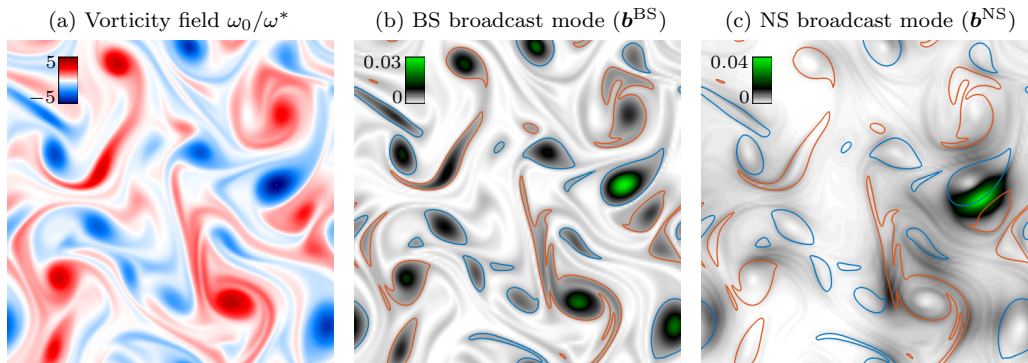 (a) Vorticity field ω₀/ω*
(b) BS broadcast mode (b^BS)
(c) NS broadcast mode (b^NS)
5
−5
0.03
0
0.04
0